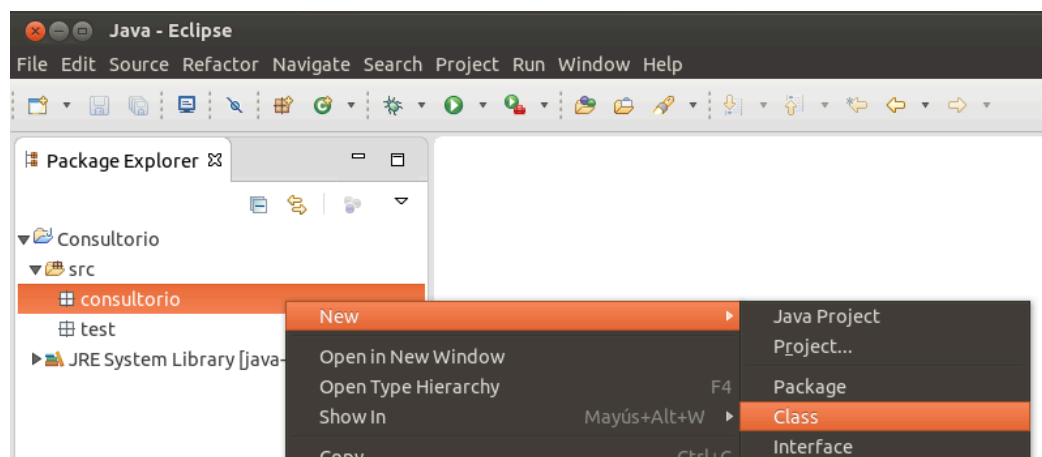 Java - Eclipse
File Edit Source Refactor Navigate Search Project Run Window Help
Package Explorer
Consultorio
src
consultorio
test
JRE System Library [java-
New
Open in New Window
Open Type Hierarchy F4
Show In Mayús+Alt+W
Copy Ctrl+C
Java Project
Project...
Package
Class
Interface